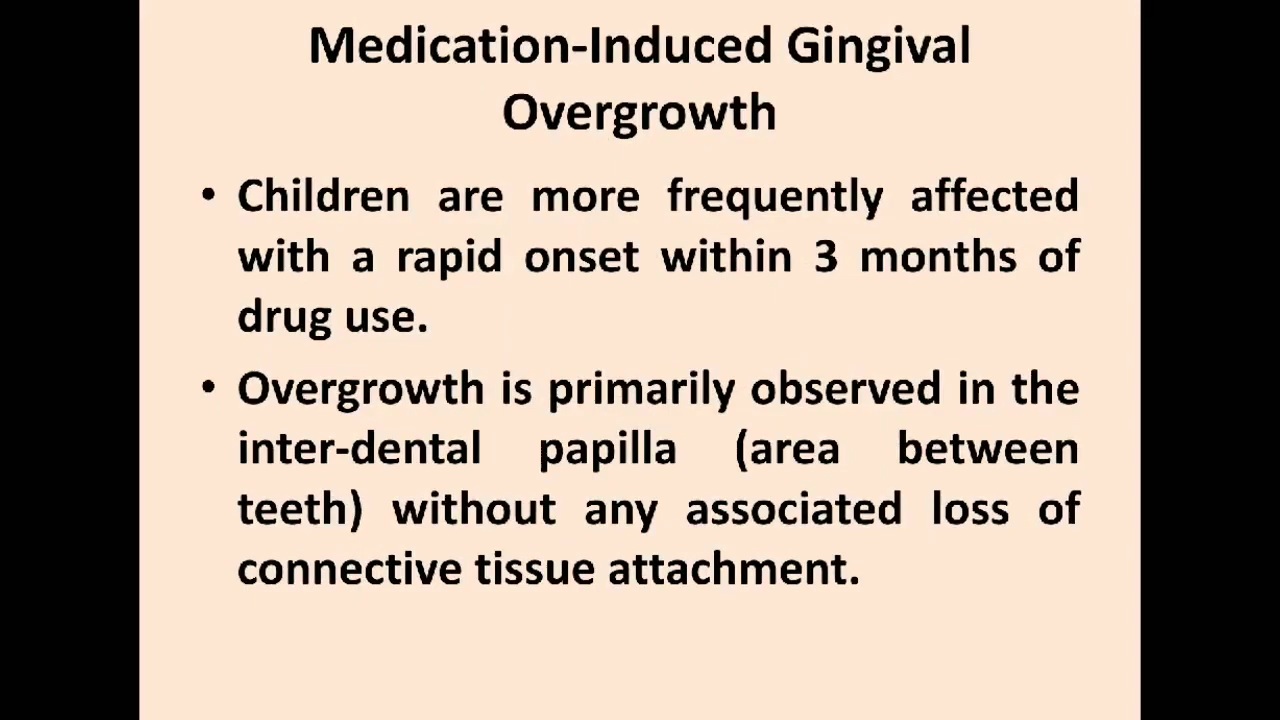 Medication-Induced Gingival
Overgrowth
• Children are more frequently affected
with a rapid onset within 3 months of
drug use.
• Overgrowth is primarily observed in the
inter-dental papilla (area between
teeth) without any associated loss of
connective tissue attachment.